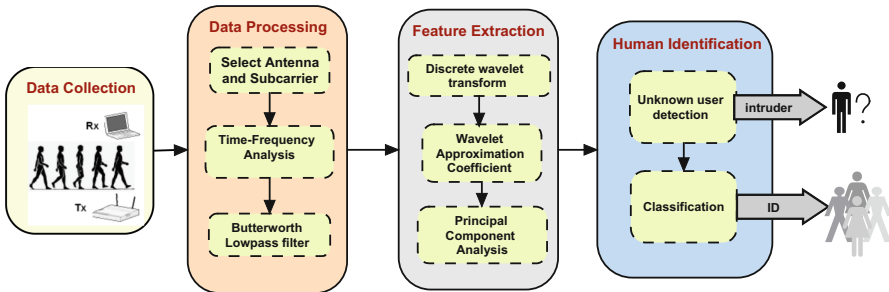 Data Collection
Rx
Tx
Data Processing
Select Antenna
and Subcarrier
Time-Frequency
Analysis
Butterworth
Lowpass filter
Feature Extraction
Discrete wavelet
transform
Wavelet
Approximation
Coefficient
Principal
Component
Analysis
Human Identification
Unknown user
detection
intruder
?
Classification
ID